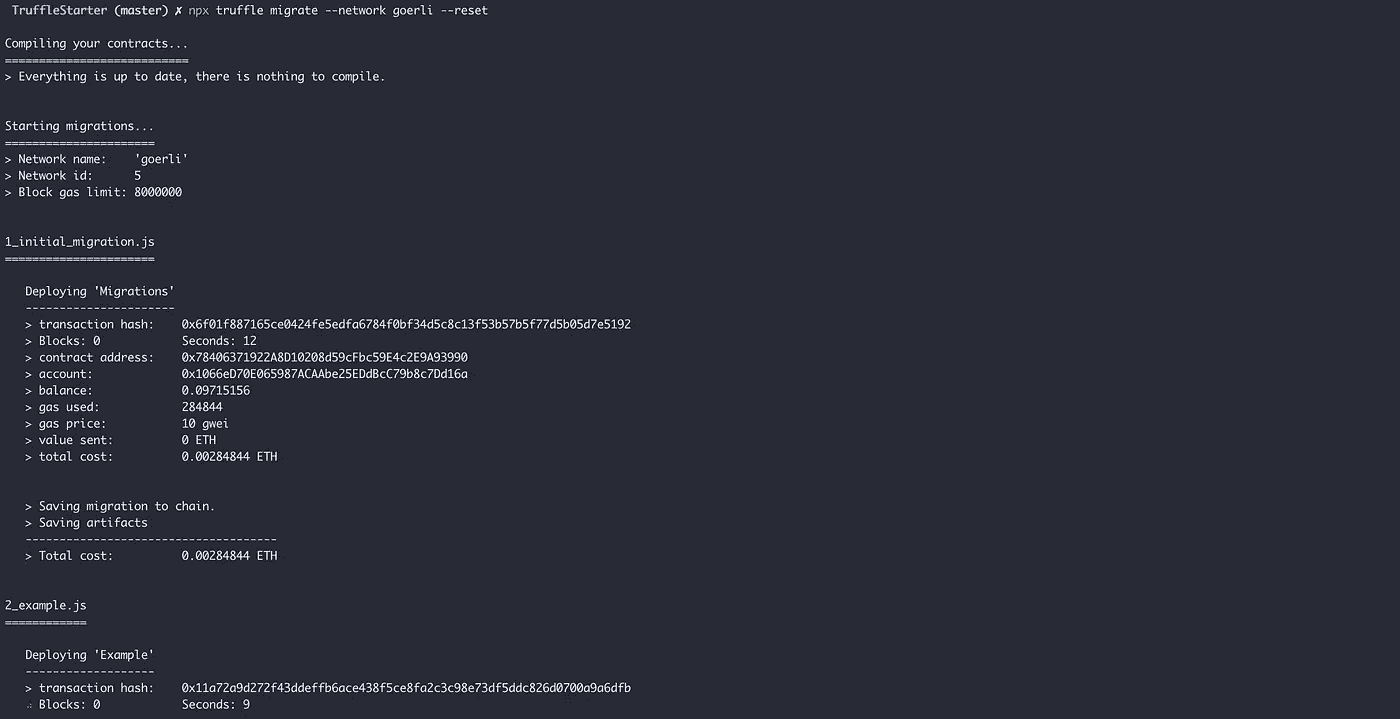 TruffleStarter (master) ✗ npx truffle migrate --network goerli --reset
Compiling your contracts...
===========================
> Everything is up to date, there is nothing to compile.
Starting migrations...
======================
> Network name:    'goerli'
> Network id:      5
> Block gas limit: 8000000
1_initial_migration.js
======================
Deploying 'Migrations'
----------------------
> transaction hash:    0x6f01f887165ce0424fe5edfa6784f0bf34d5c8c13f53b57b5f77d5b05d7e5192
> Blocks: 0            Seconds: 12
> contract address:    0x78406371922A8D10208d59cFbc59E4c2E9A93990
> account:             0x1066eD70E065987ACAAbe25EDdBcC79b8c7Dd16a
> balance:             0.09715156
> gas used:            284844
> gas price:           10 gwei
> value sent:          0 ETH
> total cost:          0.00284844 ETH
> Saving migration to chain.
> Saving artifacts
-------------------------------------
> Total cost:          0.00284844 ETH
2_example.js
============
Deploying 'Example'
-------------------
> transaction hash:    0x11a72a9d272f43ddeffb6ace438f5ce8fa2c3c98e73df5ddc826d0700a9a6dfb
⠴ Blocks: 0            Seconds: 9